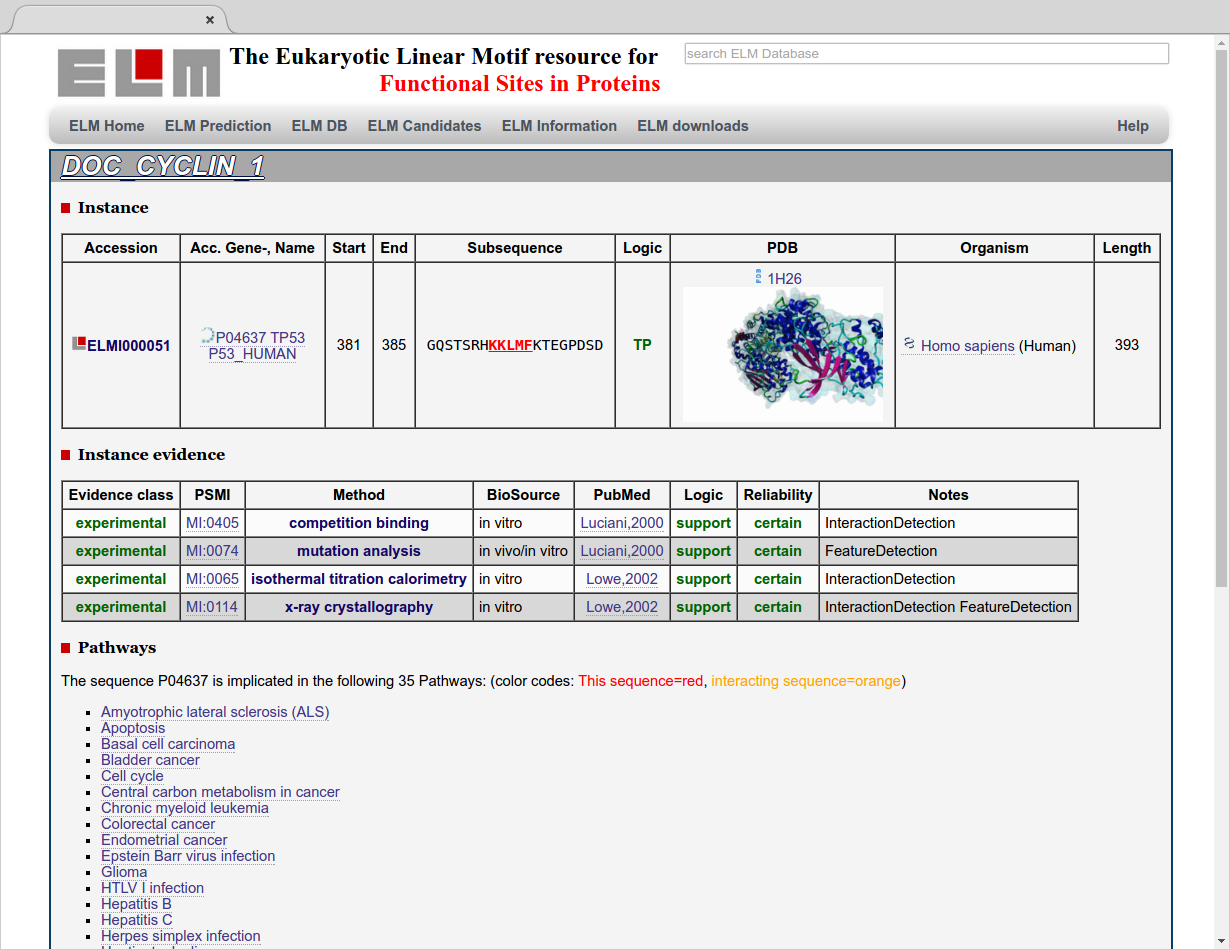 ELM The Eukaryotic Linear Motif resource for
Functional Sites in Proteins
search ELM Database
ELM Home ELM Prediction ELM DB ELM Candidates ELM Information ELM downloads Help
DOC_CYCLIN_1
Instance
Accession Acc. Gene-, Name Start End Subsequence Logic PDB Organism Length
ELMI000051 P04637 TP53 P53_HUMAN 381 385 GQSTSRHKKLMFKTEGPDSD TP 1H26 Homo sapiens (Human) 393
Instance evidence
Evidence class PSMI Method BioSource PubMed Logic Reliability Notes
experimental MI:0405 competition binding in vitro Luciani,2000 support certain InteractionDetection
experimental MI:0074 mutation analysis in vivo/in vitro Luciani,2000 support certain FeatureDetection
experimental MI:0065 isothermal titration calorimetry in vitro Lowe,2002 support certain InteractionDetection
experimental MI:0114 x-ray crystallography in vitro Lowe,2002 support certain InteractionDetection FeatureDetection
Pathways
The sequence P04637 is implicated in the following 35 Pathways: (color codes: This sequence=red, interacting sequence=orange)
Amyotrophic lateral sclerosis (ALS)
Apoptosis
Basal cell carcinoma
Bladder cancer
Cell cycle
Central carbon metabolism in cancer
Chronic myeloid leukemia
Colorectal cancer
Endometrial cancer
Epstein Barr virus infection
Glioma
HTLV I infection
Hepatitis B
Hepatitis C
Herpes simplex infection